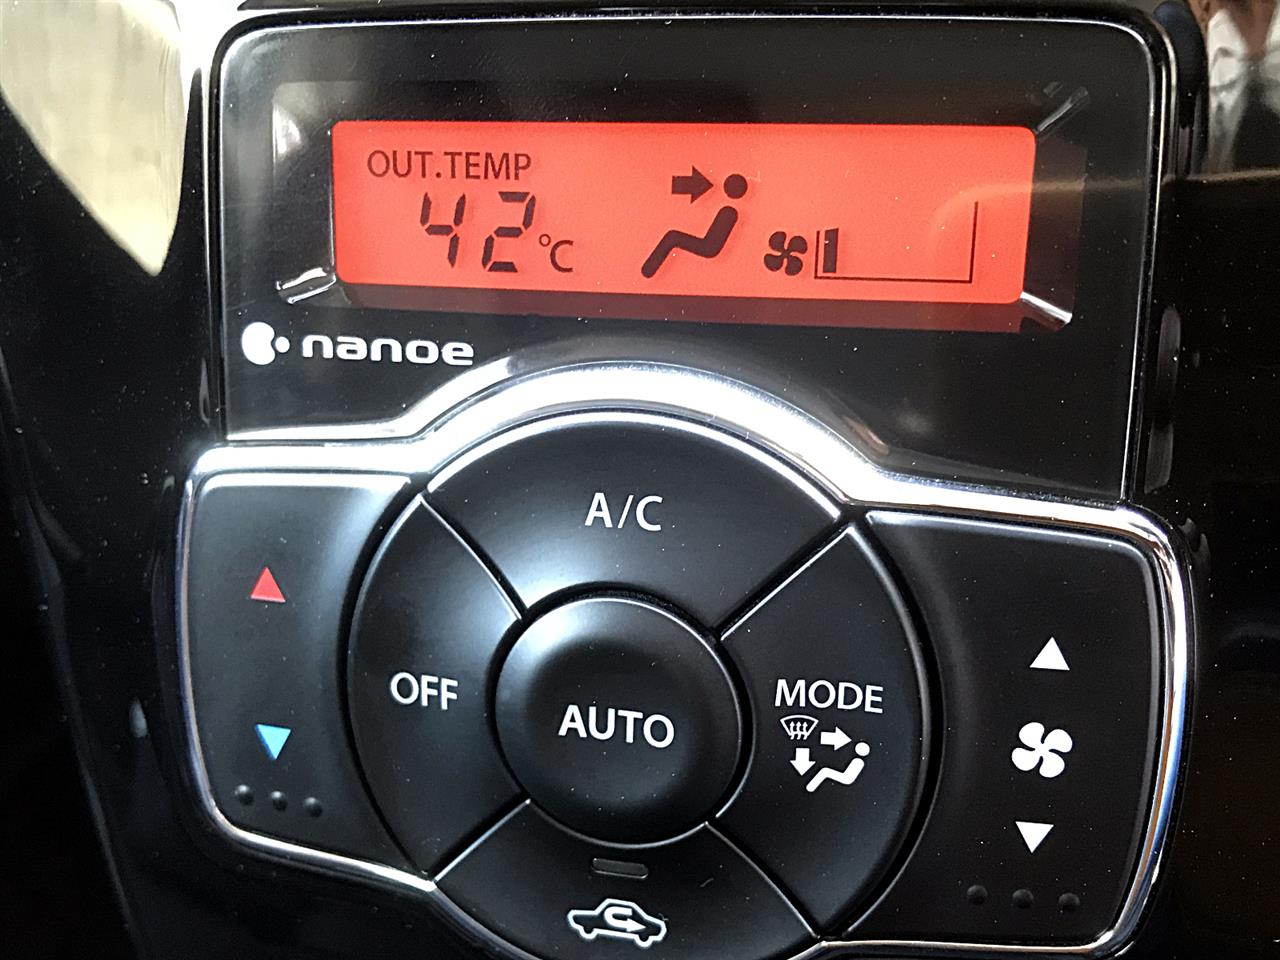 OUT.TEMP
42°C
nanoe
A/C
OFF
AUTO
MODE